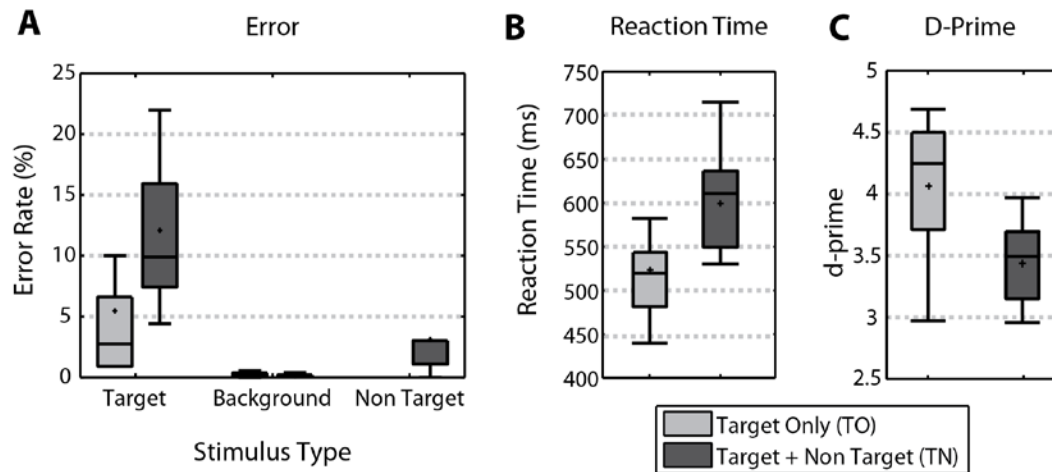 A
Error
Error Rate (%)
25
20
15
10
5
0
Target
Background
Non Target
Stimulus Type
B
Reaction Time
Reaction Time (ms)
750
700
650
600
550
500
450
400
C
D-Prime
d-prime
5
4.5
4
3.5
3
2.5
Target Only (TO)
Target + Non Target (TN)